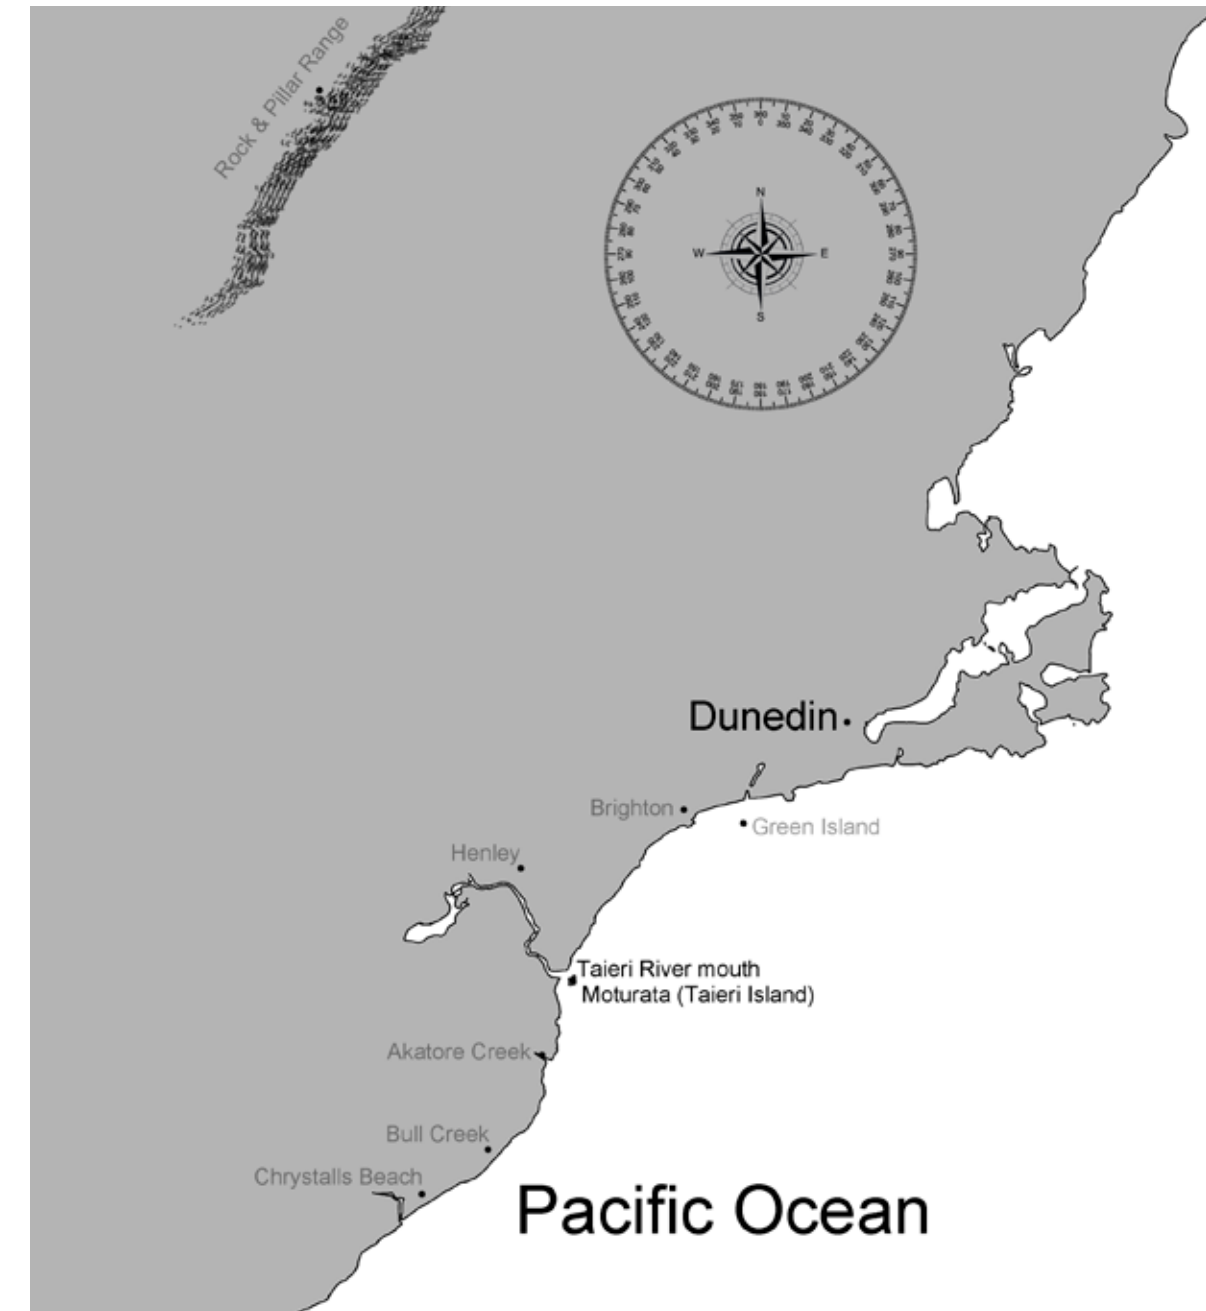 Rock & Pillar Range
N
W
E
S
Dunedin
Brighton
Green Island
Henley
Taieri River mouth
Moturata (Taieri Island)
Akatore Creek
Bull Creek
Chrystalls Beach
Pacific Ocean